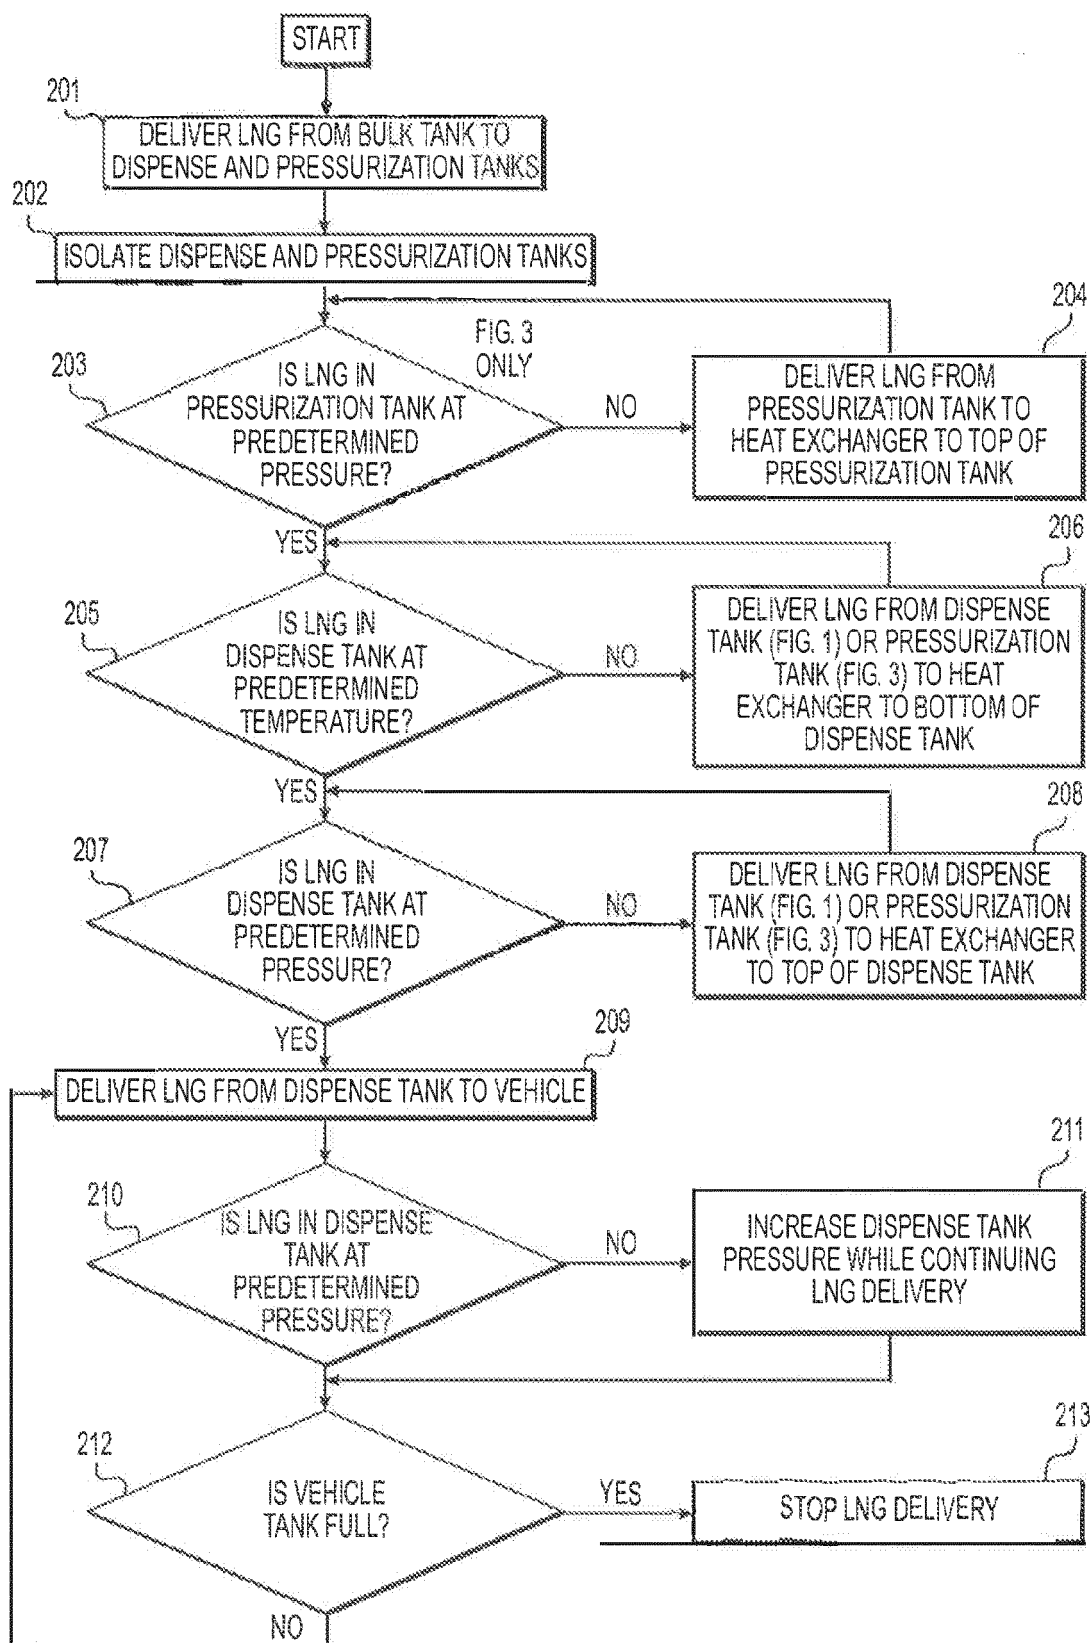 START
201
DELIVER LNG FROM BULK TANK TO
DISPENSE AND PRESSURIZATION TANKS
202
ISOLATE DISPENSE AND PRESSURIZATION TANKS
204
FIG. 3
ONLY
203
IS LNG IN
PRESSURIZATION TANK AT
PREDETERMINED
PRESSURE?
NO
DELIVER LNG FROM
PRESSURIZATION TANK TO
HEAT EXCHANGER TO TOP OF
PRESSURIZATION TANK
YES
206
205
IS LNG IN
DISPENSE TANK AT
PREDETERMINED
TEMPERATURE?
NO
DELIVER LNG FROM DISPENSE
TANK (FIG. 1) OR PRESSURIZATION
TANK (FIG. 3) TO HEAT
EXCHANGER TO BOTTOM OF
DISPENSE TANK
YES
208
207
IS LNG IN
DISPENSE TANK AT
PREDETERMINED
PRESSURE?
NO
DELIVER LNG FROM DISPENSE
TANK (FIG. 1) OR PRESSURIZATION
TANK (FIG. 3) TO HEAT EXCHANGER
TO TOP OF DISPENSE TANK
YES
209
DELIVER LNG FROM DISPENSE TANK TO VEHICLE
211
210
IS LNG IN DISPENSE
TANK AT
PREDETERMINED
PRESSURE?
NO
INCREASE DISPENSE TANK
PRESSURE WHILE CONTINUING
LNG DELIVERY
213
212
IS VEHICLE
TANK FULL?
YES
STOP LNG DELIVERY
NO